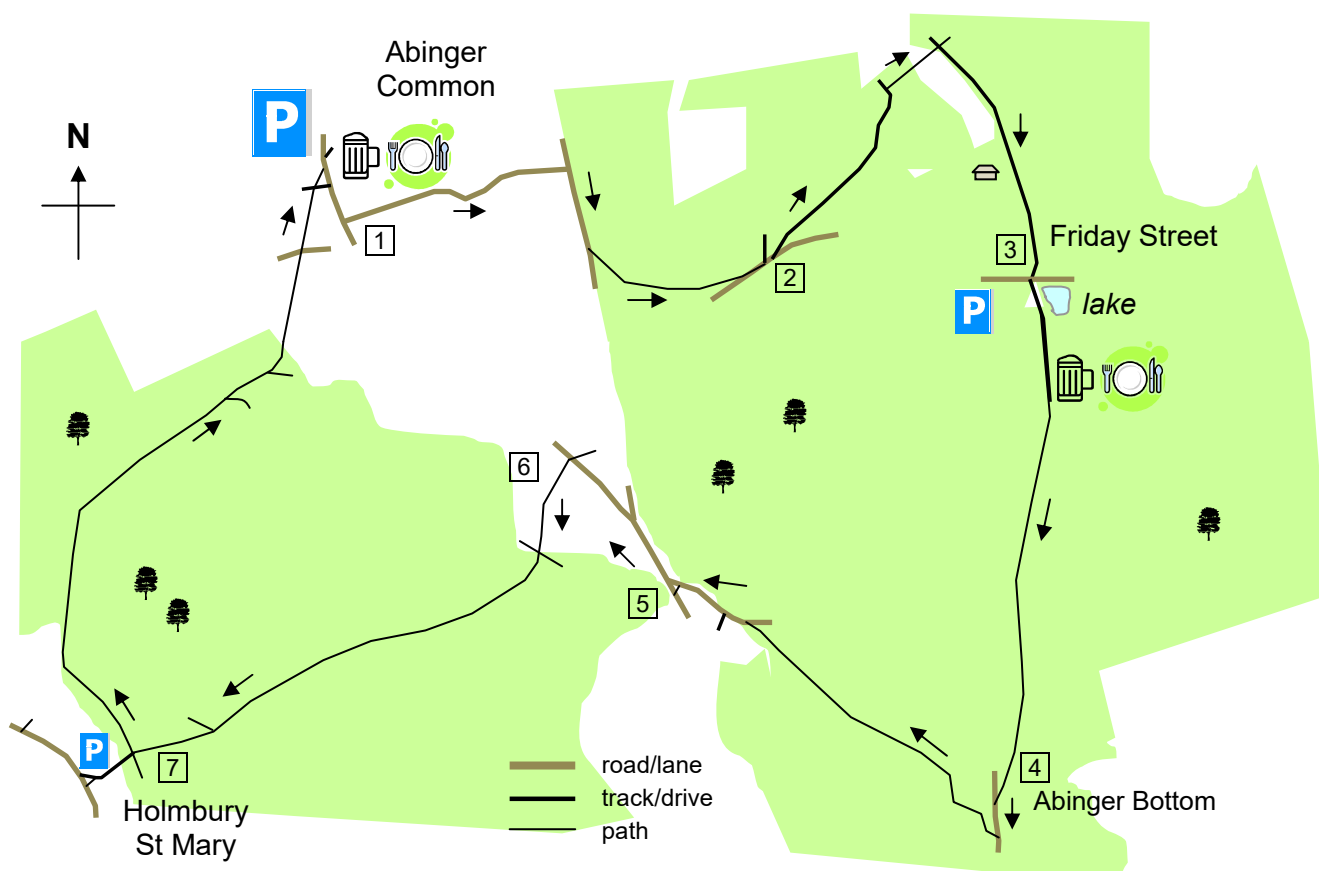 Abinger
Common
P
N
1
2
3
Friday Street
P
lake
6
5
4
Abinger Bottom
P
7
Holmbury
St Mary
road/lane
track/drive
path